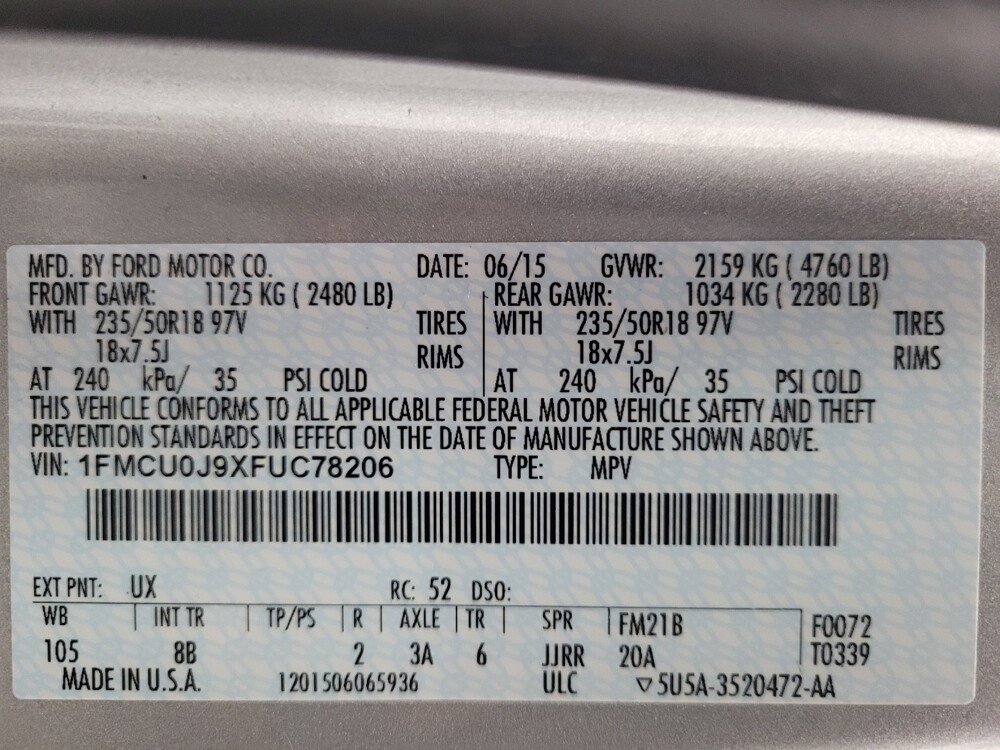 MFD. BY FORD MOTOR CO. DATE: 06/15 GVWR: 2159 KG ( 4760 LB)
FRONT GAWR: 1125 KG ( 2480 LB) REAR GAWR: 1034 KG ( 2280 LB)
WITH 235/50R18 97V TIRES WITH 235/50R18 97V TIRES
18x7.5J RIMS 18x7.5J RIMS
AT 240 kPa/ 35 PSI COLD AT 240 kPa/ 35 PSI COLD
THIS VEHICLE CONFORMS TO ALL APPLICABLE FEDERAL MOTOR VEHICLE SAFETY AND THEFT
PREVENTION STANDARDS IN EFFECT ON THE DATE OF MANUFACTURE SHOWN ABOVE.
VIN: 1FMCU0J9XFUC78206 TYPE: MPV
EXT PNT: UX RC: 52 DSO:
WB INT TR TP/PS R AXLE TR SPR FM21B F0072
105 8B 2 3A 6 JJRR 20A T0339
MADE IN U.S.A. 1201506065936 ULC ▽5U5A-3520472-AA